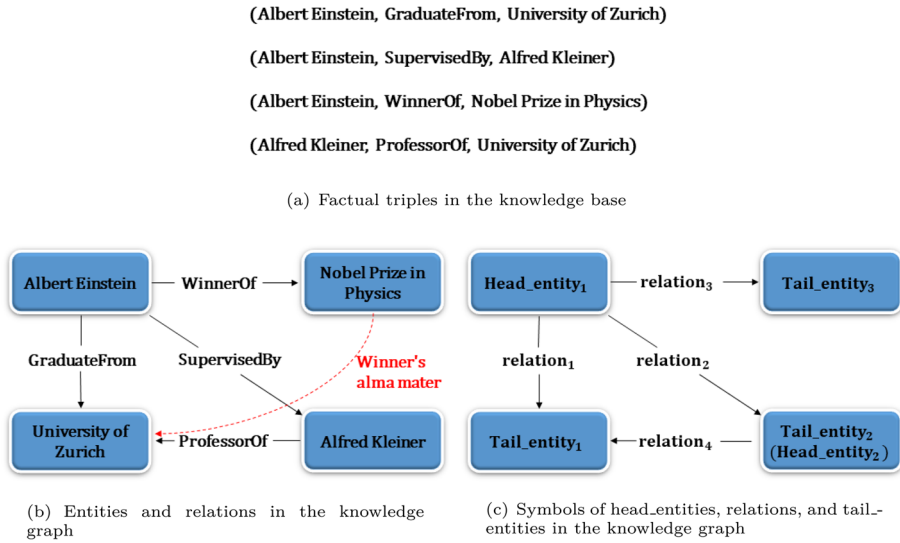 (Albert Einstein, GraduateFrom, University of Zurich)
(Albert Einstein, SupervisedBy, Alfred Kleiner)
(Albert Einstein, WinnerOf, Nobel Prize in Physics)
(Alfred Kleiner, ProfessorOf, University of Zurich)
(a) Factual triples in the knowledge base
Albert Einstein
WinnerOf
Nobel Prize in
Physics
GraduateFrom
SupervisedBy
Winner's
alma mater
University of
Zurich
ProfessorOf
Alfred Kleiner
(b) Entities and relations in the knowledge
graph
Head_entity₁
relation₃
Tail_entity₃
relation₁
relation₂
Tail_entity₁
relation₄
Tail_entity₂
(Head_entity₂)
(c) Symbols of head_entities, relations, and tail_-
entities in the knowledge graph